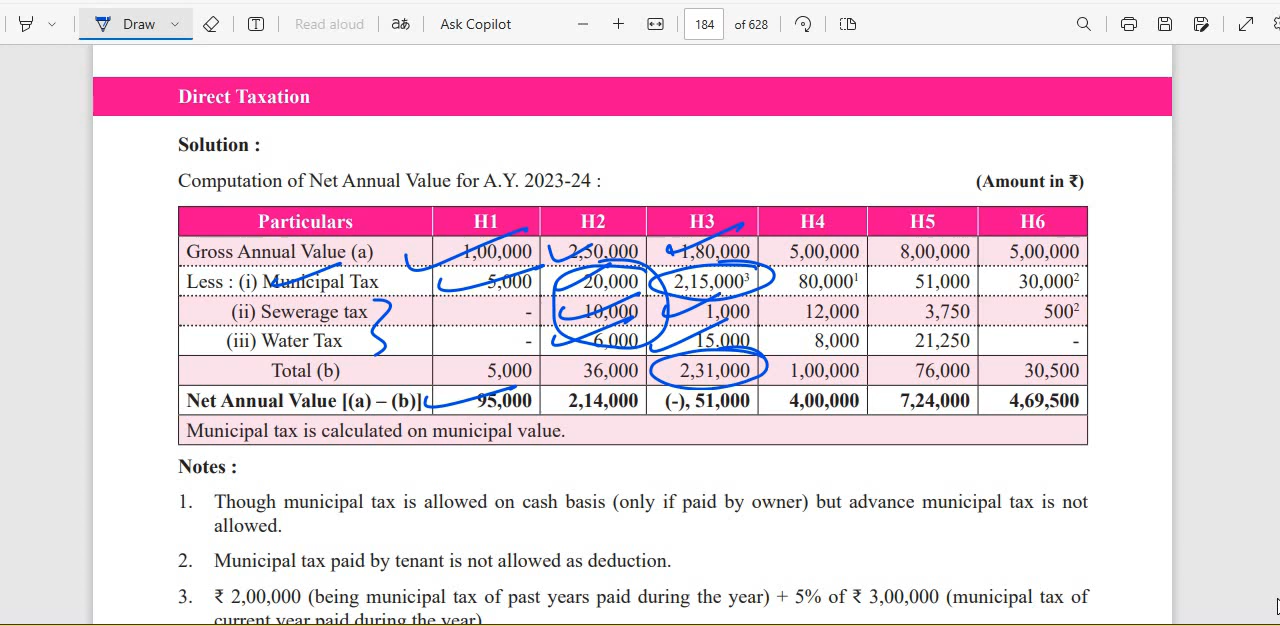 Draw Read aloud aあ Ask Copilot 184 of 628
Direct Taxation
Solution :
Computation of Net Annual Value for A.Y. 2023-24 : (Amount in ₹)
Particulars H1 H2 H3 H4 H5 H6
Gross Annual Value (a) 1,00,000 2,50,000 1,80,000 5,00,000 8,00,000 5,00,000
Less : (i) Municipal Tax 5,000 20,000 2,15,000³ 80,000¹ 51,000 30,000²
(ii) Sewerage tax - 10,000 1,000 12,000 3,750 500²
(iii) Water Tax - 6,000 15,000 8,000 21,250 -
Total (b) 5,000 36,000 2,31,000 1,00,000 76,000 30,500
Net Annual Value [(a) – (b)] 95,000 2,14,000 (-), 51,000 4,00,000 7,24,000 4,69,500
Municipal tax is calculated on municipal value.
Notes :
1. Though municipal tax is allowed on cash basis (only if paid by owner) but advance municipal tax is not
allowed.
2. Municipal tax paid by tenant is not allowed as deduction.
3. ₹ 2,00,000 (being municipal tax of past years paid during the year) + 5% of ₹ 3,00,000 (municipal tax of
current year paid during the year)